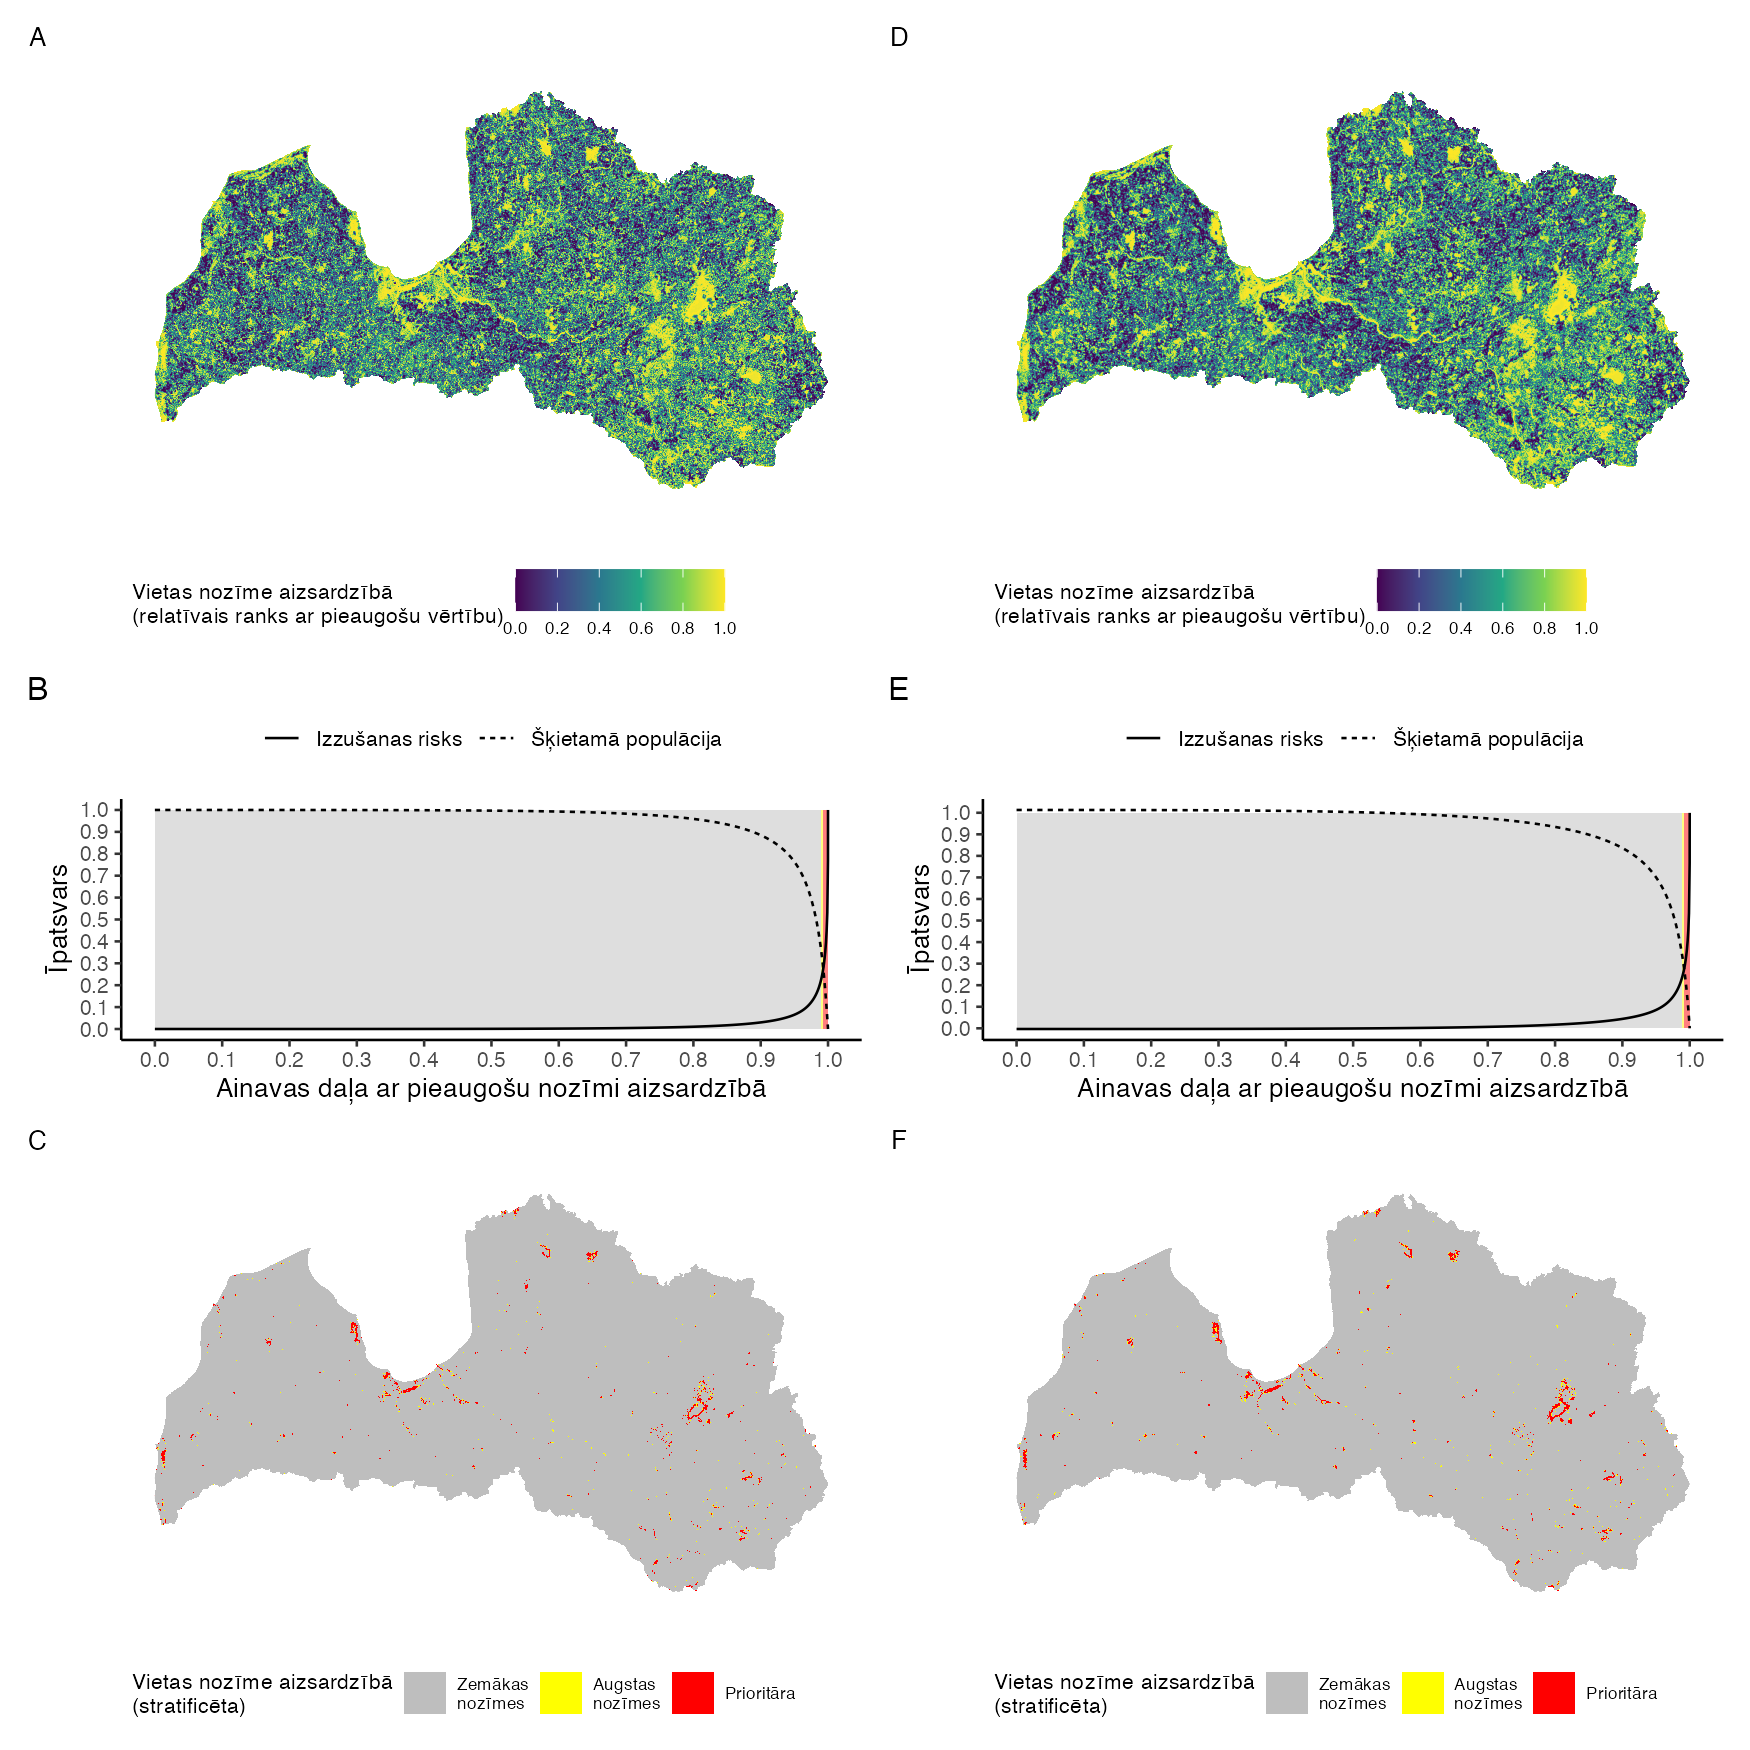 A
Vietas nozīme aizsardzībā
(relatīvais ranks ar pieaugošu vērtību)
0.0 0.2 0.4 0.6 0.8 1.0
B
Izzušanas risks Šķietamā populācija
Īpatsvars
1.0
0.9
0.8
0.7
0.6
0.5
0.4
0.3
0.2
0.1
0.0
0.0 0.1 0.2 0.3 0.4 0.5 0.6 0.7 0.8 0.9 1.0
Ainavas daļa ar pieaugošu nozīmi aizsardzībā
C
Vietas nozīme aizsardzībā
(stratificēta)
Zemākas
nozīmes
Augstas
nozīmes
Prioritāra
D
Vietas nozīme aizsardzībā
(relatīvais ranks ar pieaugošu vērtību)
0.0 0.2 0.4 0.6 0.8 1.0
E
Izzušanas risks Šķietamā populācija
Īpatsvars
1.0
0.9
0.8
0.7
0.6
0.5
0.4
0.3
0.2
0.1
0.0
0.0 0.1 0.2 0.3 0.4 0.5 0.6 0.7 0.8 0.9 1.0
Ainavas daļa ar pieaugošu nozīmi aizsardzībā
F
Vietas nozīme aizsardzībā
(stratificēta)
Zemākas
nozīmes
Augstas
nozīmes
Prioritāra